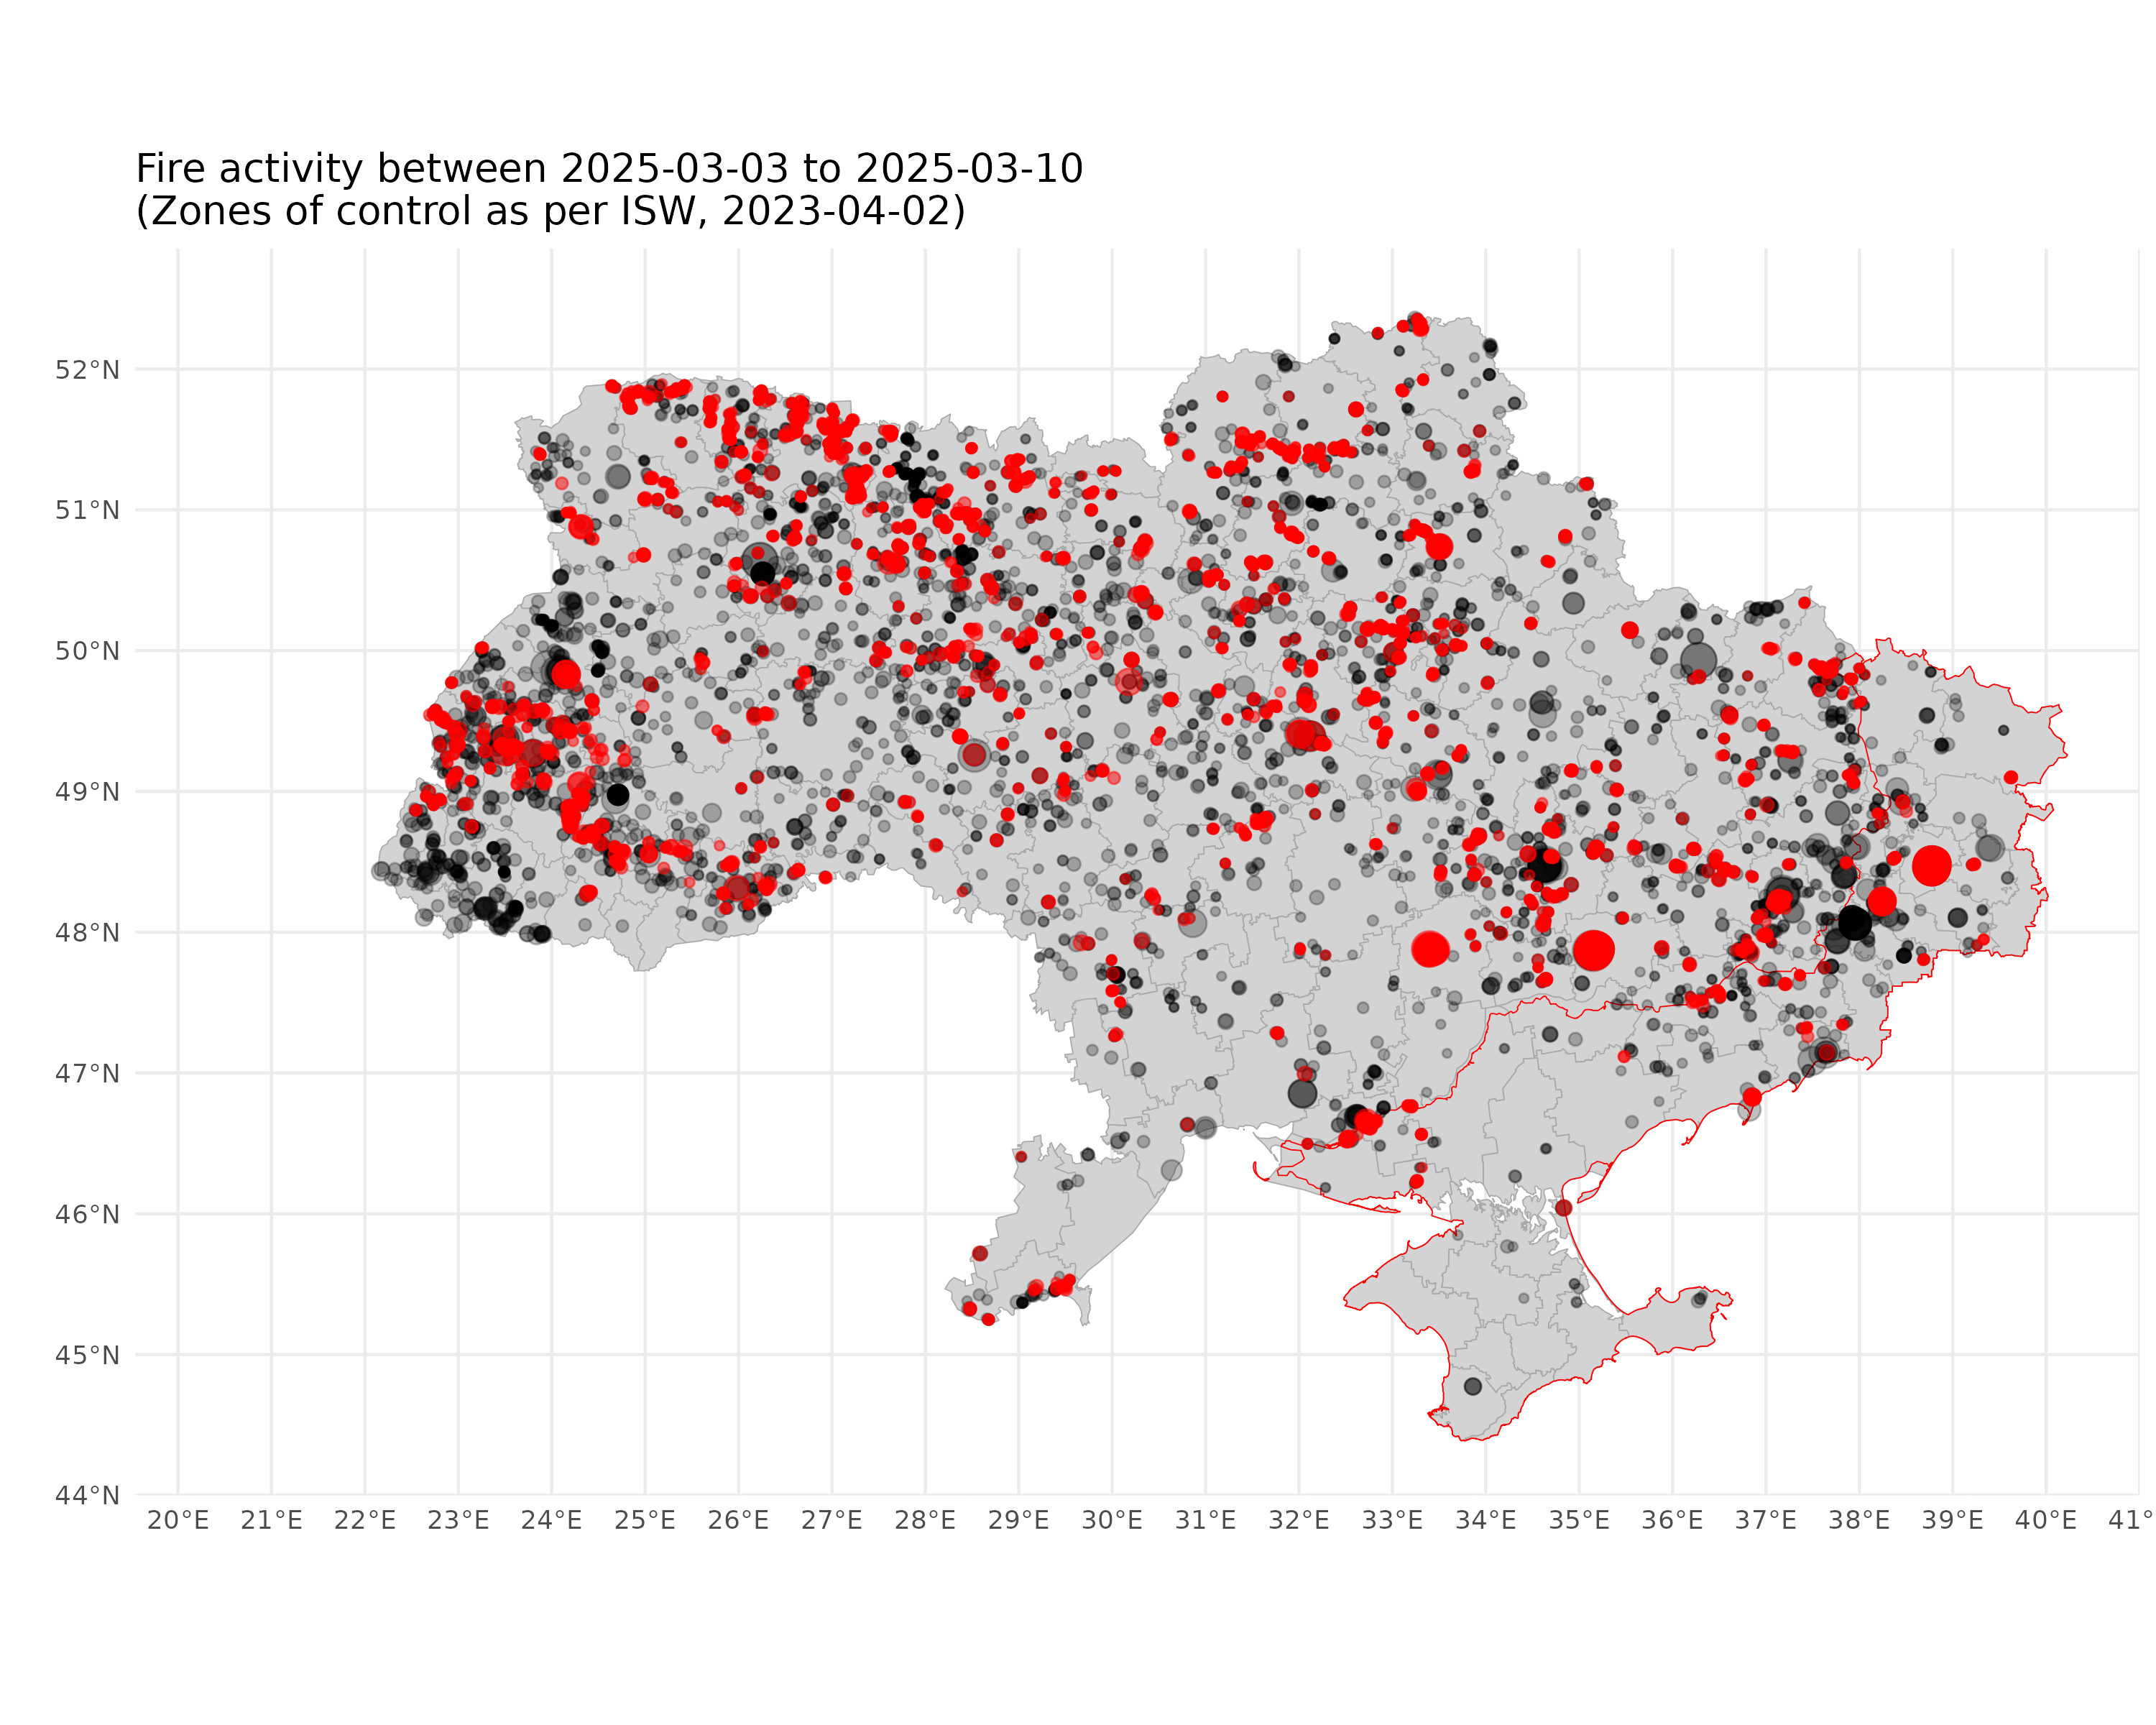 Fire activity between 2025-03-03 to 2025-03-10
(Zones of control as per ISW, 2023-04-02)
52°N
51°N
50°N
49°N
48°N
47°N
46°N
45°N
44°N
20°E 21°E 22°E 23°E 24°E 25°E 26°E 27°E 28°E 29°E 30°E 31°E 32°E 33°E 34°E 35°E 36°E 37°E 38°E 39°E 40°E 41°